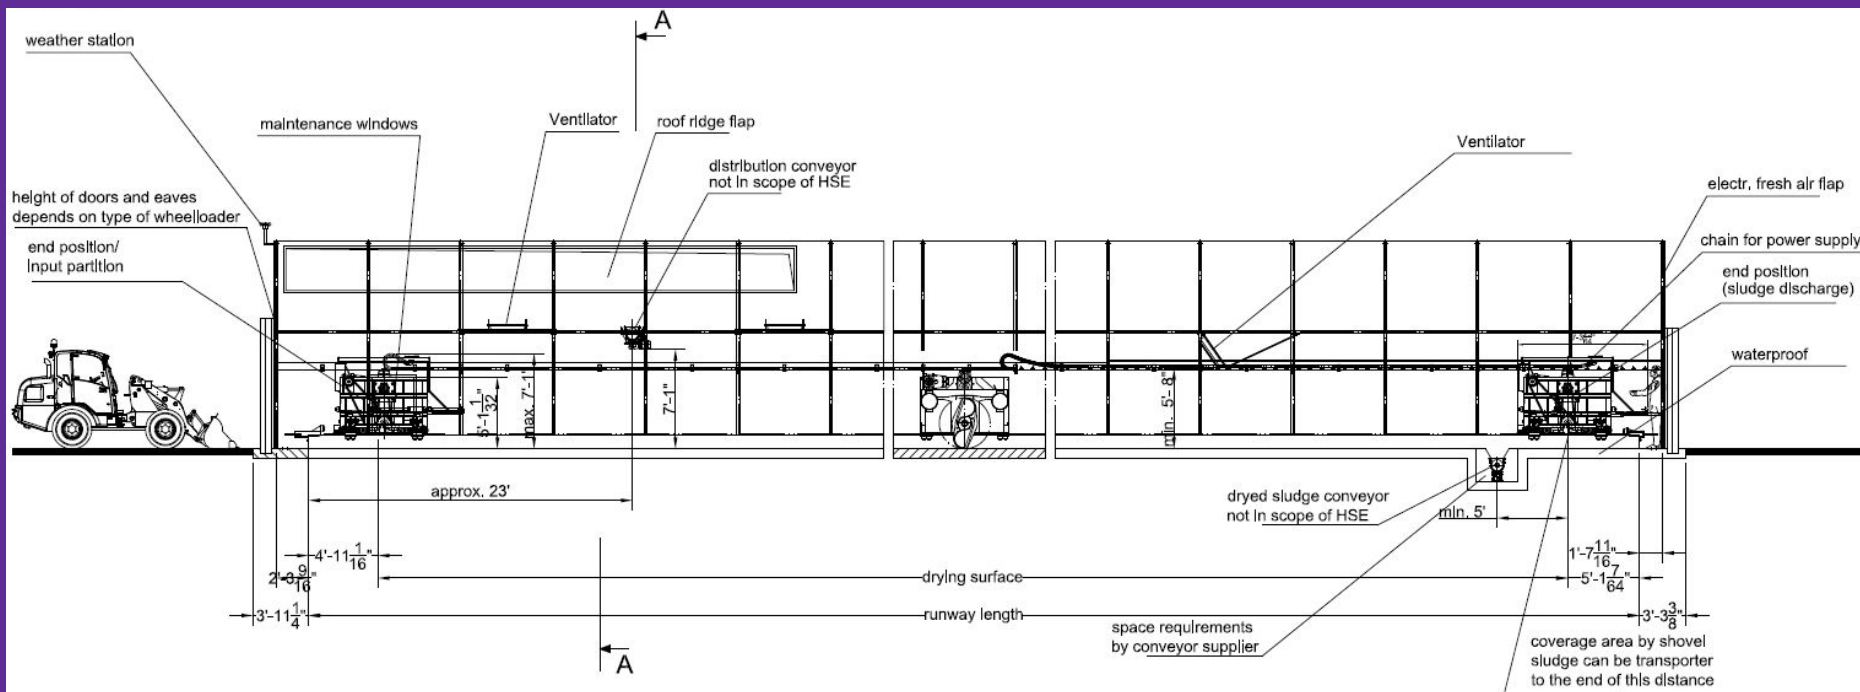 A
weather station
maintenance windows
Ventilator
roof ridge flap
distribution conveyor
not in scope of HSE
Ventilator
height of doors and eaves
depends on type of wheelloader
electr. fresh air flap
end position/
input partition
chain for power supply
end position
(sludge discharge)
waterproof
5'-1 1/32"
max. 7'-1"
7'-1"
min. 5'-8"
approx. 23'
dryed sludge conveyor
not in scope of HSE
min. 5'
4'-11 1/16"
1'-7 11/16"
2'-3 9/16"
drying surface
5'-1 7/64"
3'-11 1/4"
runway length
3'-3 3/8"
space requirements
by conveyor supplier
A
coverage area by shovel
sludge can be transporter
to the end of this distance